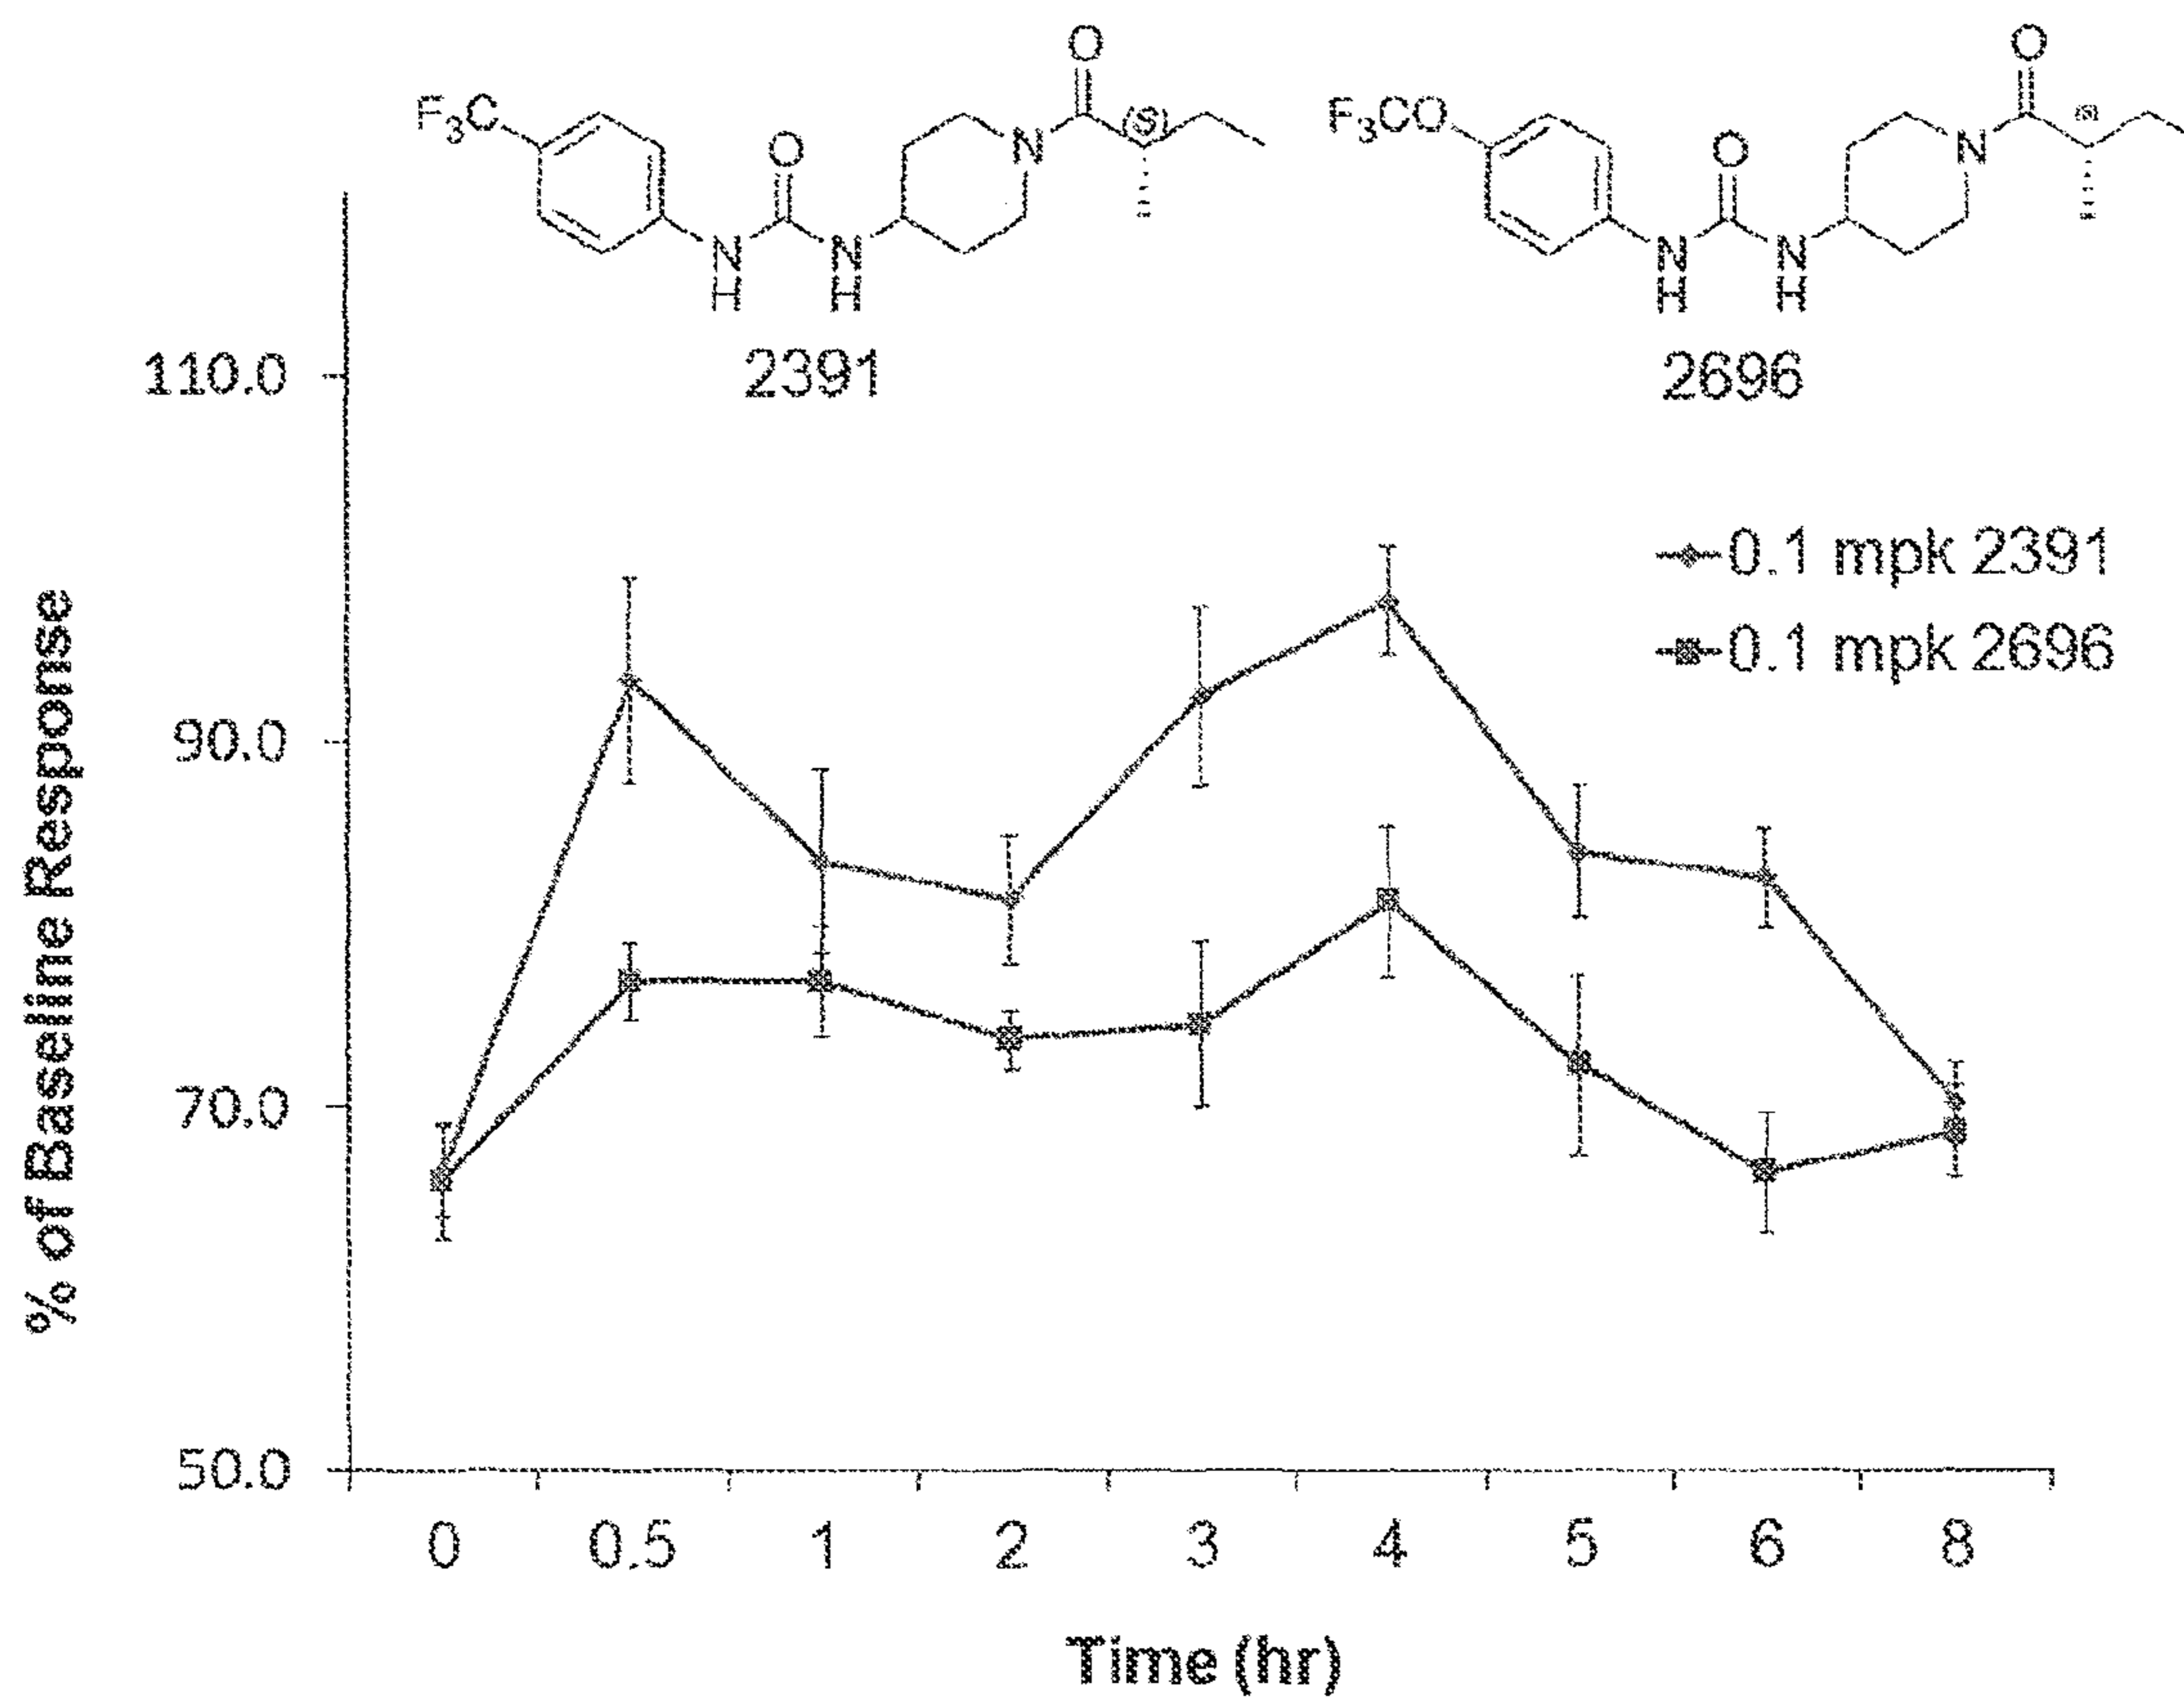 O
O
F₃C
(S)
F₃CO
(S)
O
N
O
N
N
H
N
H
N
H
N
H
2391
2696
110.0
0.1 mpk 2391
0.1 mpk 2696
90.0
70.0
50.0
% of Baseline Response
0 0.5 1 2 3 4 5 6 8
Time (hr)